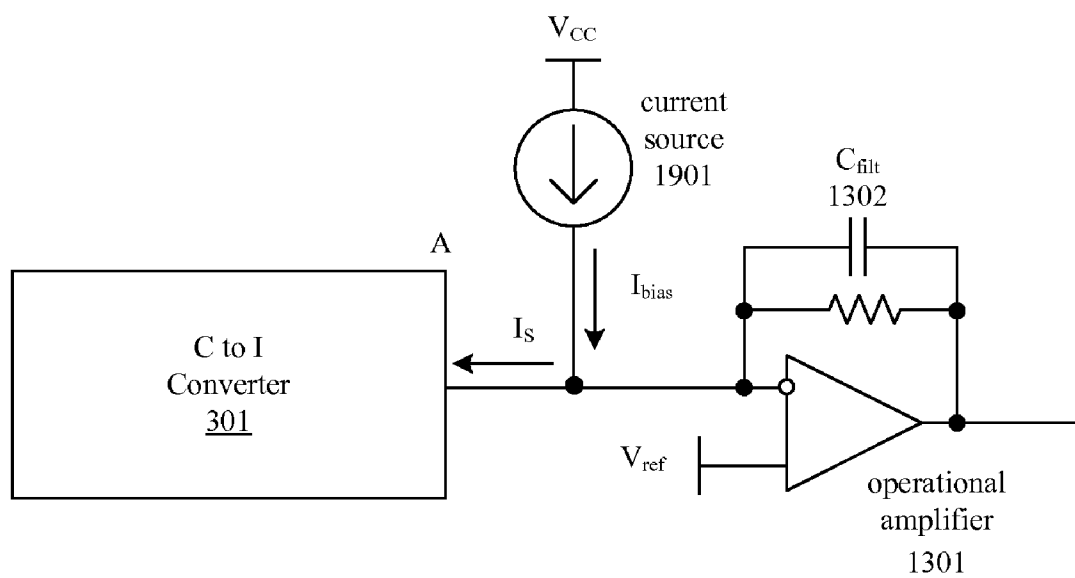 V_CC
current
source
1901
C_filt
1302
A
I_bias
I_S
C to I
Converter
301
V_ref
operational
amplifier
1301